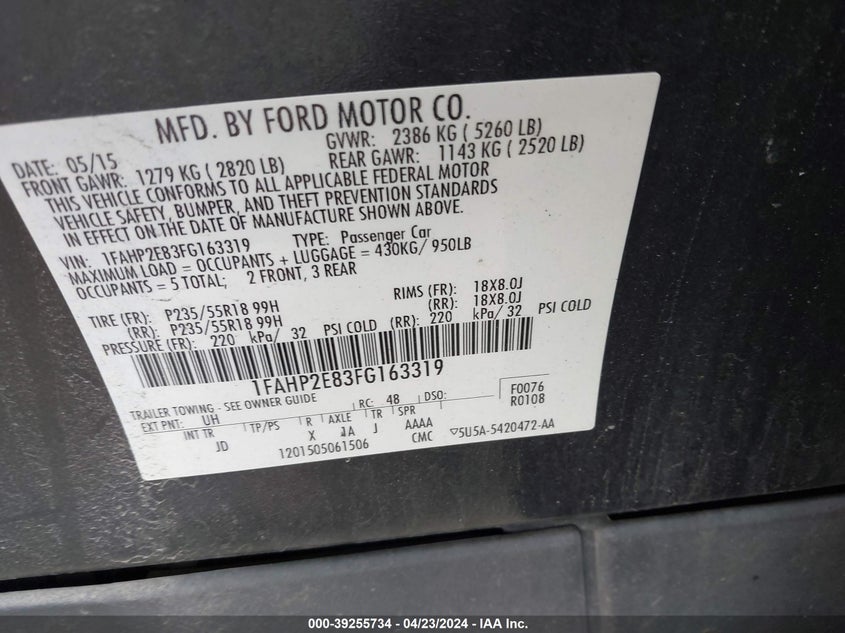 MFD. BY FORD MOTOR CO.
DATE: 05/15 GVWR: 2386 KG ( 5260 LB)
FRONT GAWR: 1279 KG ( 2820 LB) REAR GAWR: 1143 KG ( 2520 LB)
THIS VEHICLE CONFORMS TO ALL APPLICABLE FEDERAL MOTOR
VEHICLE SAFETY, BUMPER, AND THEFT PREVENTION STANDARDS
IN EFFECT ON THE DATE OF MANUFACTURE SHOWN ABOVE.
VIN: 1FAHP2E83FG163319 TYPE: Passenger Car
MAXIMUM LOAD = OCCUPANTS + LUGGAGE = 430KG/ 950LB
OCCUPANTS = 5 TOTAL; 2 FRONT, 3 REAR
TIRE (FR): P235/55R18 99H RIMS (FR): 18X8.0J
(RR): P235/55R18 99H (RR): 18X8.0J
PRESSURE (FR): 220 kPa/ 32 PSI COLD (RR): 220 kPa/ 32 PSI COLD
1FAHP2E83FG163319
TRAILER TOWING - SEE OWNER GUIDE F0076
EXT PNT: UH RC: 48 DSO: R0108
INT TR TP/PS R AXLE TR SPR
JD X JA J AAAA
1201505061506 CMC ▽5U5A-5420472-AA
000-39255734 - 04/23/2024 - IAA Inc.